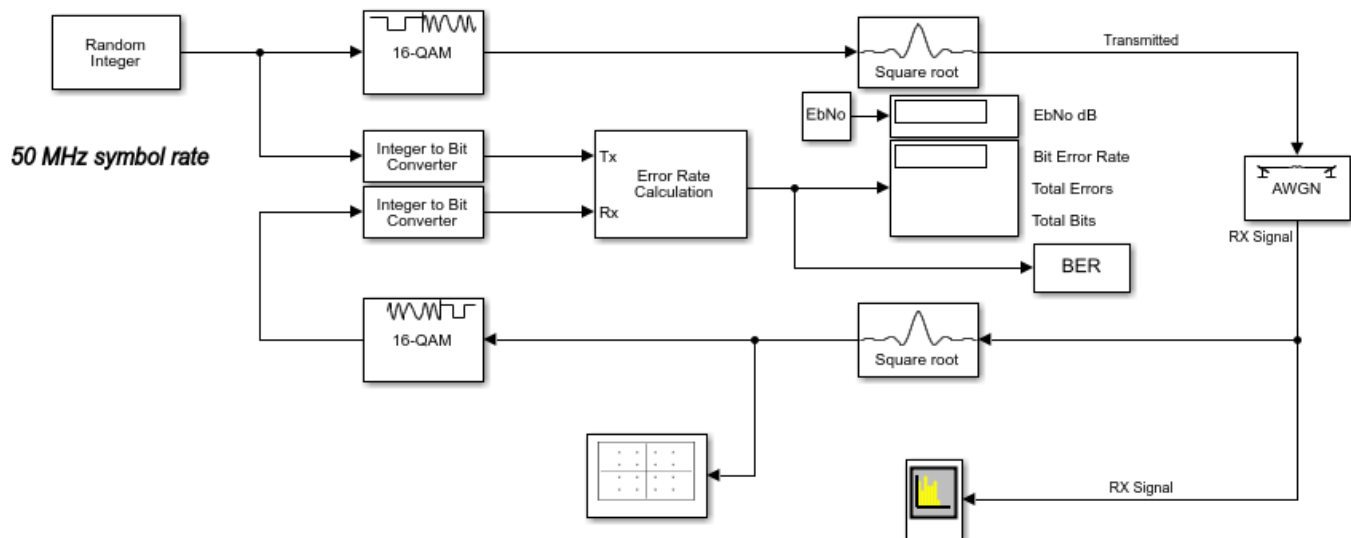 Random
Integer
16-QAM
Square root
Transmitted
EbNo
EbNo dB
50 MHz symbol rate
Integer to Bit
Converter
Tx
Error Rate
Calculation
Bit Error Rate
Total Errors
Total Bits
AWGN
Integer to Bit
Converter
Rx
RX Signal
BER
16-QAM
Square root
RX Signal